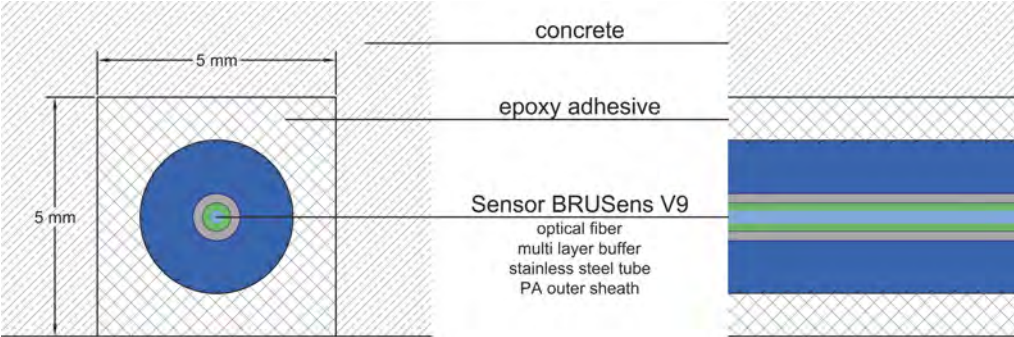 concrete
5 mm
epoxy adhesive
5 mm
Sensor BRUSens V9
optical fiber
multi layer buffer
stainless steel tube
PA outer sheath